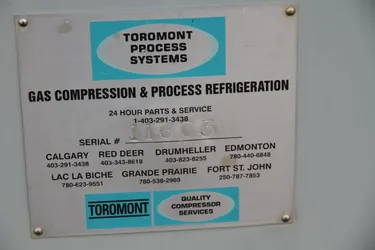 TOROMONT
PROCESS
SYSTEMS
GAS COMPRESSION & PROCESS REFRIGERATION
24 HOUR PARTS & SERVICE
1-403-291-3438
SERIAL #
CALGARY RED DEER DRUMHELLER EDMONTON
403-291-3438 403-343-8618 403-823-8255 780-440-6848
LAC LA BICHE GRANDE PRAIRIE FORT ST. JOHN
780-623-9551 780-538-2969 250-787-7853
TOROMONT
QUALITY
COMPRESSOR
SERVICES